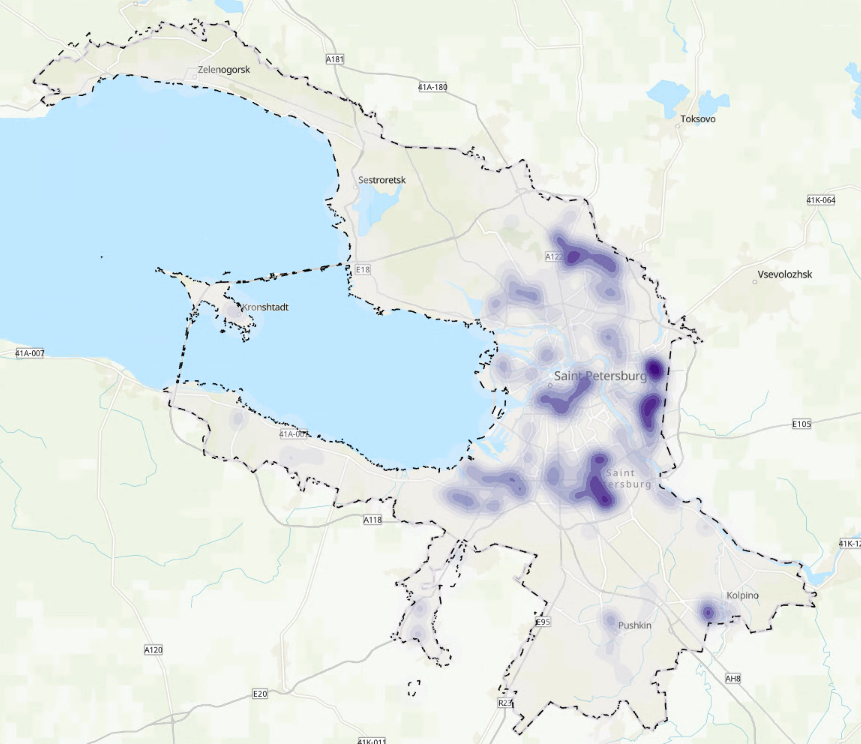 A181
Zelenogorsk
41A-180
Toksovo
Sestroretsk
41K-064
A122
E18
Vsevolozhsk
Kronshtadt
41A-007
Saint Petersburg
E105
41A-007
Saint
ersburg
A118
41K-12
Kolpino
E95
Pushkin
A120
AH8
E20
R23
41K-011